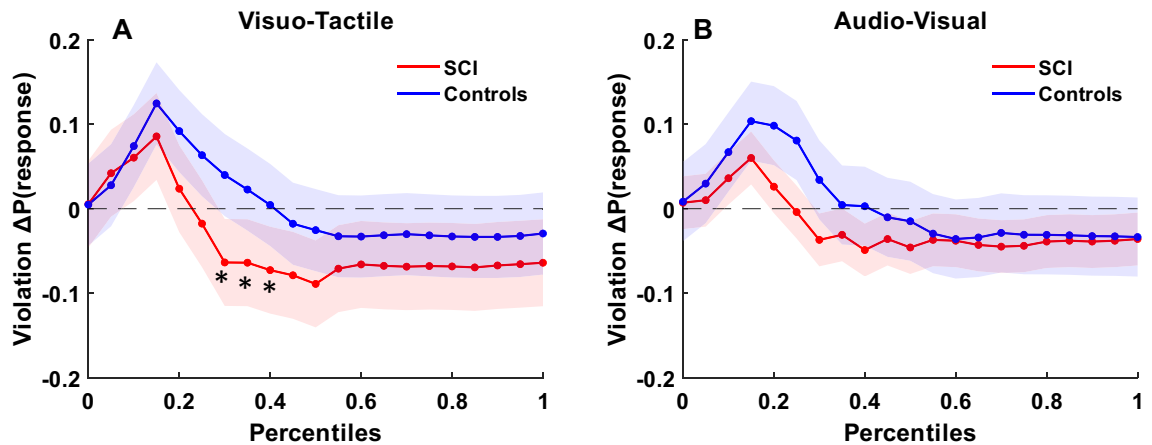 A
Visuo-Tactile
Violation ΔP(response)
0.2
0.1
0
-0.1
-0.2
SCI
Controls
* * *
0 0.2 0.4 0.6 0.8 1
Percentiles
B
Audio-Visual
Violation ΔP(response)
0.2
0.1
0
-0.1
-0.2
SCI
Controls
0 0.2 0.4 0.6 0.8 1
Percentiles